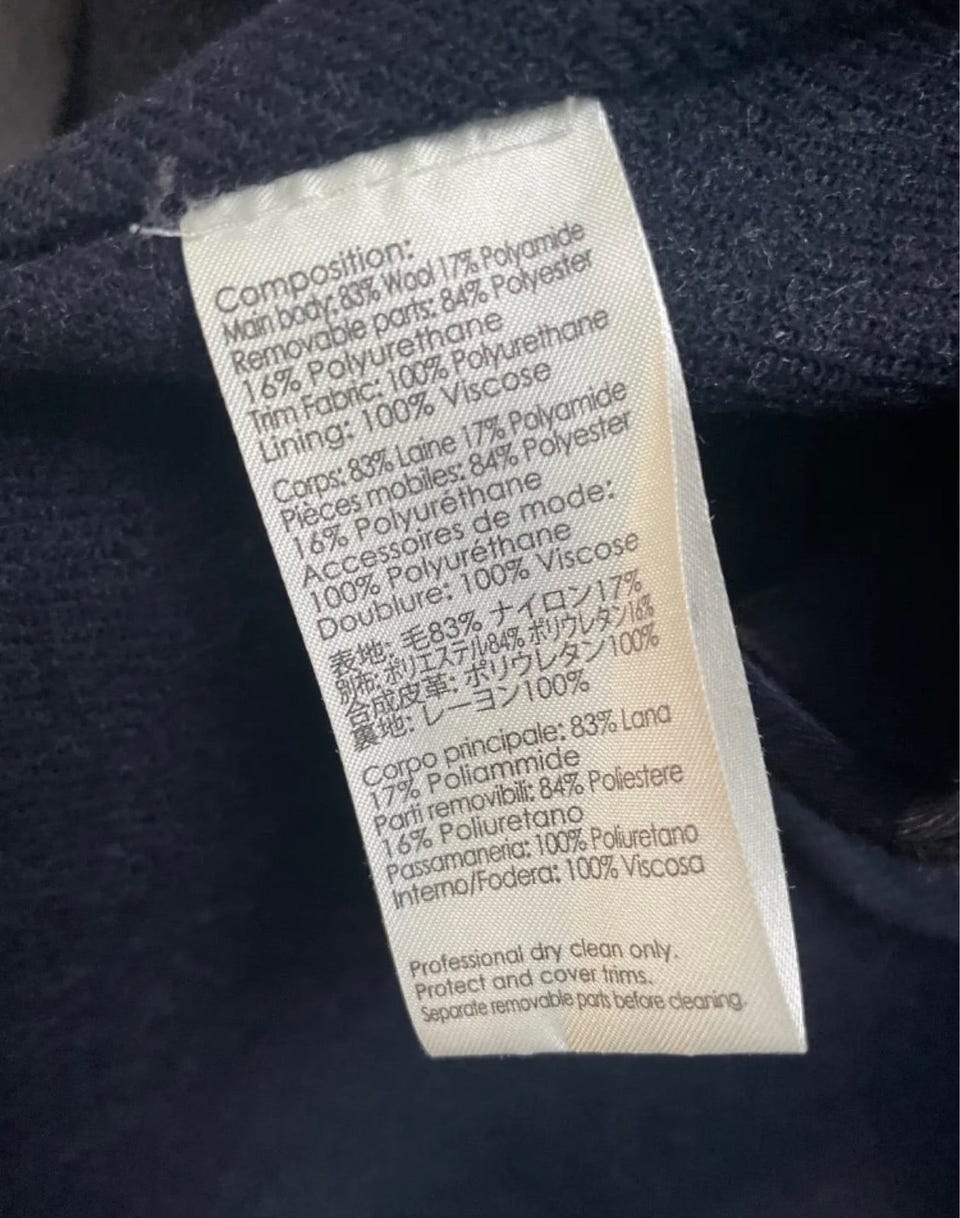 Composition:
Main body: 83% Wool 17% Polyamide
Removable parts: 84% Polyester
16% Polyurethane
Trim Fabric: 100% Polyurethane
Lining: 100% Viscose
Corps: 83% Laine 17% Polyamide
Pièces mobiles: 84% Polyester
16% Polyuréthane
Accessoires de mode:
100% Polyuréthane
Doublure: 100% Viscose
表地: 毛83% ナイロン17%
別布: ポリエステル84% ポリウレタン16%
合成皮革: ポリウレタン100%
裏地: レーヨン100%
Corpo principale: 83% Lana
17% Poliammide
Parti removibili: 84% Poliestere
16% Poliuretano
Passamaneria: 100% Poliuretano
Interno/Fodera: 100% Viscosa
Professional dry clean only.
Protect and cover trims.
Separate removable parts before cleaning.